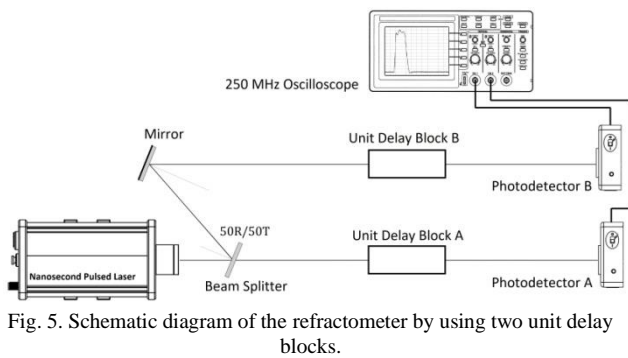 250 MHz Oscilloscope
Mirror
Unit Delay Block B
Photodetector B
50R/50T
Unit Delay Block A
Nanosecond Pulsed Laser
Beam Splitter
Photodetector A
Fig. 5. Schematic diagram of the refractometer by using two unit delay
blocks.